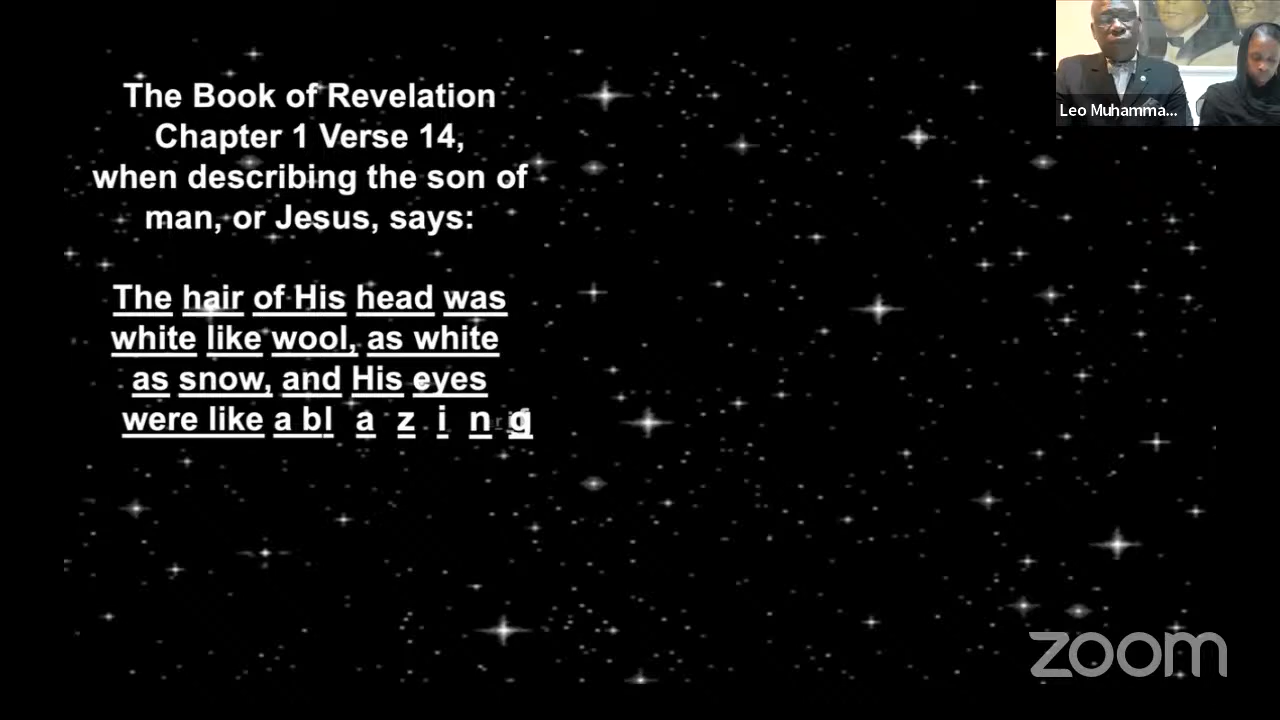 The Book of Revelation
Chapter 1 Verse 14,
when describing the son of
man, or Jesus, says:
The hair of His head was
white like wool, as white
as snow, and His eyes
were like a blazing
Leo Muhamma...
zoom